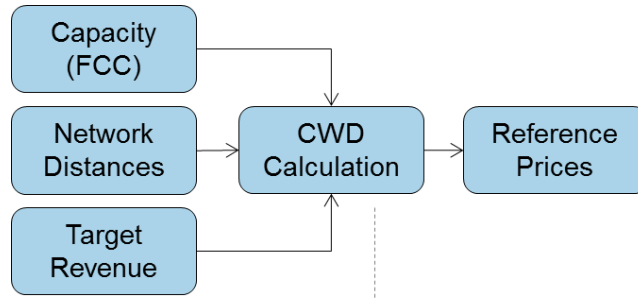 Capacity
(FCC)
Network
Distances
CWD
Calculation
Reference
Prices
Target
Revenue